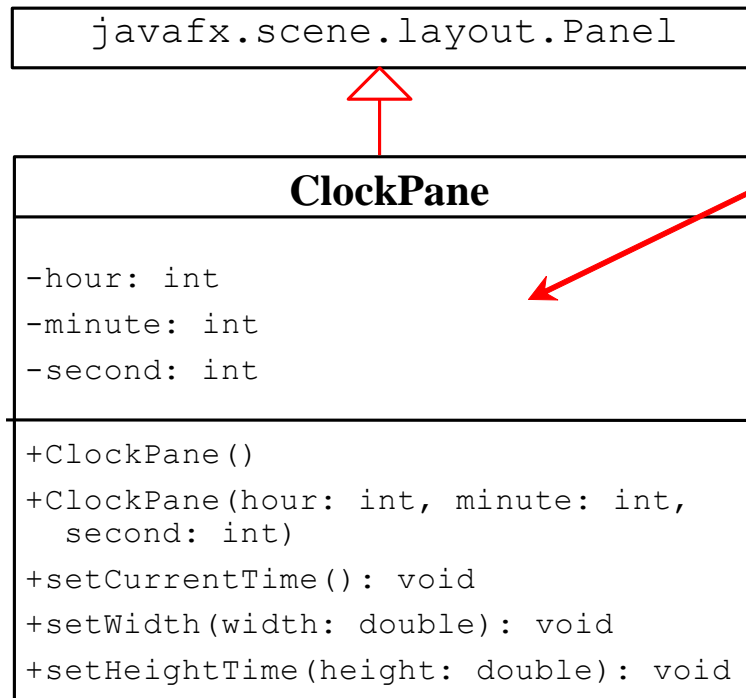 javafx.scene.layout.Panel
ClockPane
-hour: int
-minute: int
-second: int
+ClockPane()
+ClockPane(hour: int, minute: int,
second: int)
+setCurrentTime(): void
+setWidth(width: double): void
+setHeightTime(height: double): void